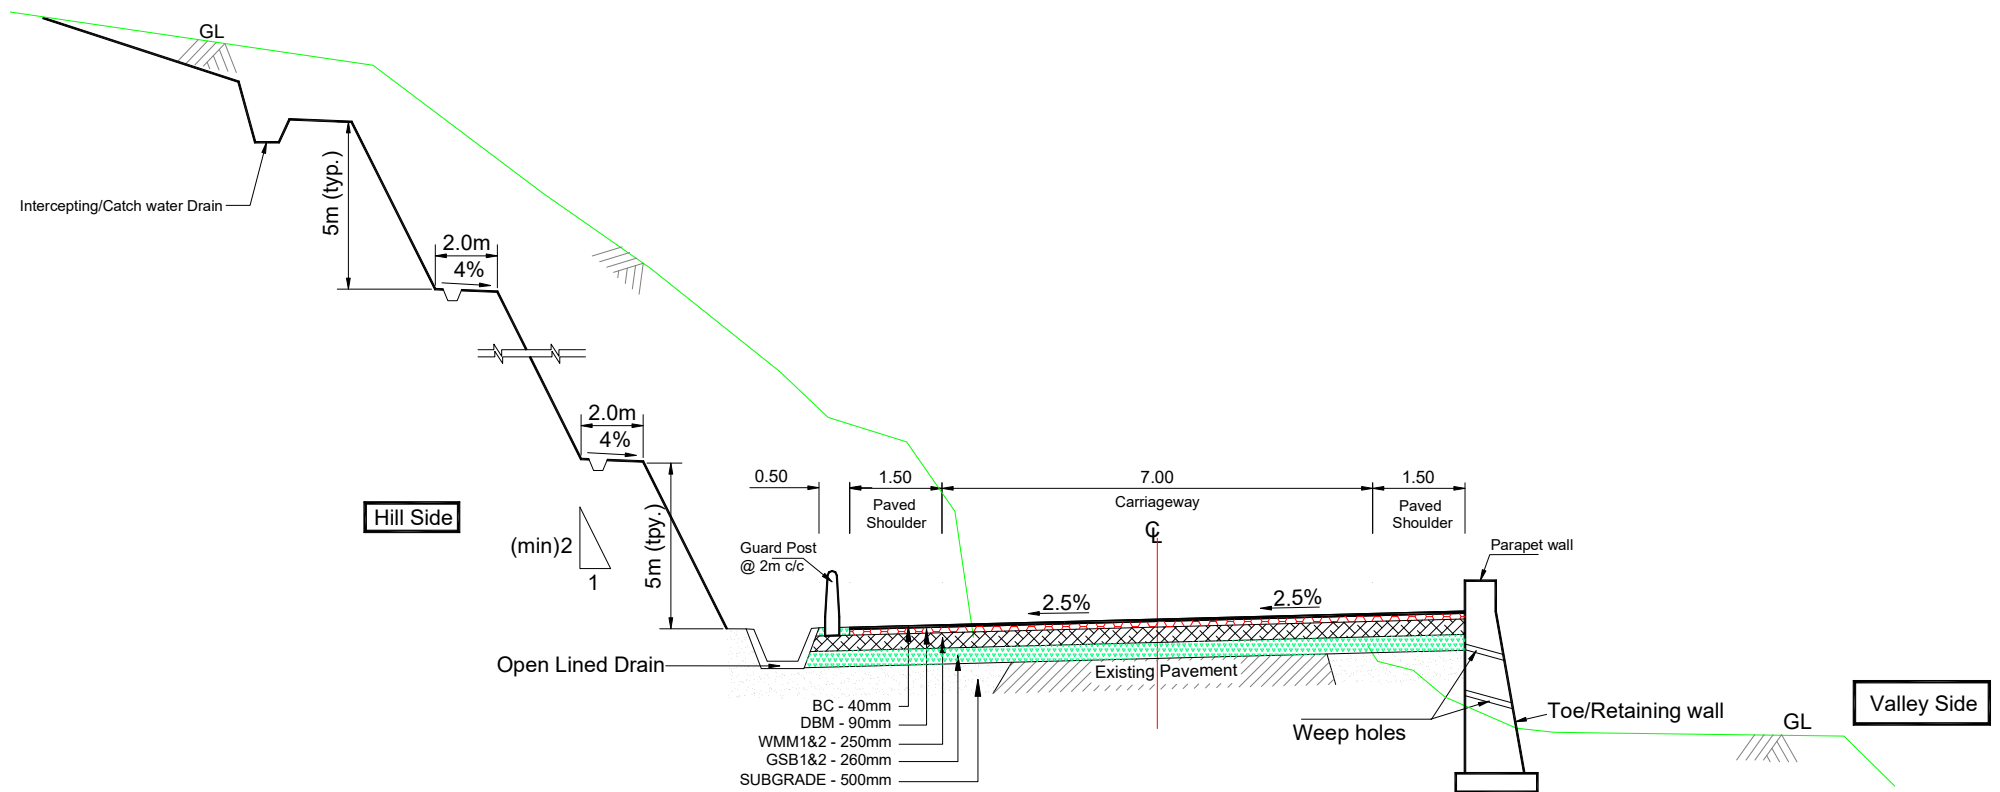 GL
5m (typ.)
Intercepting/Catch water Drain
2.0m
4%
2.0m
4%
Hill Side
(min)2
1
5m (tpy.)
0.50
1.50
7.00
1.50
Paved
Shoulder
Carriageway
Paved
Shoulder
CL
Guard Post
@ 2m c/c
Parapet wall
2.5%
2.5%
Open Lined Drain
Existing Pavement
BC - 40mm
DBM - 90mm
WMM1&2 - 250mm
GSB1&2 - 260mm
SUBGRADE - 500mm
Weep holes
Toe/Retaining wall
GL
Valley Side